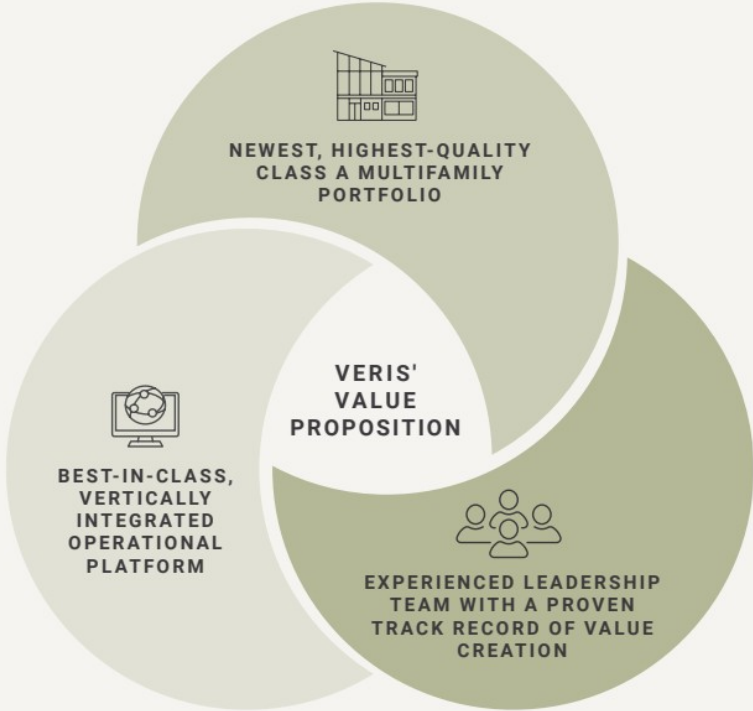 NEWEST, HIGHEST-QUALITY
CLASS A MULTIFAMILY
PORTFOLIO
VERIS'
VALUE
PROPOSITION
BEST-IN-CLASS,
VERTICALLY
INTEGRATED
OPERATIONAL
PLATFORM
EXPERIENCED LEADERSHIP
TEAM WITH A PROVEN
TRACK RECORD OF VALUE
CREATION